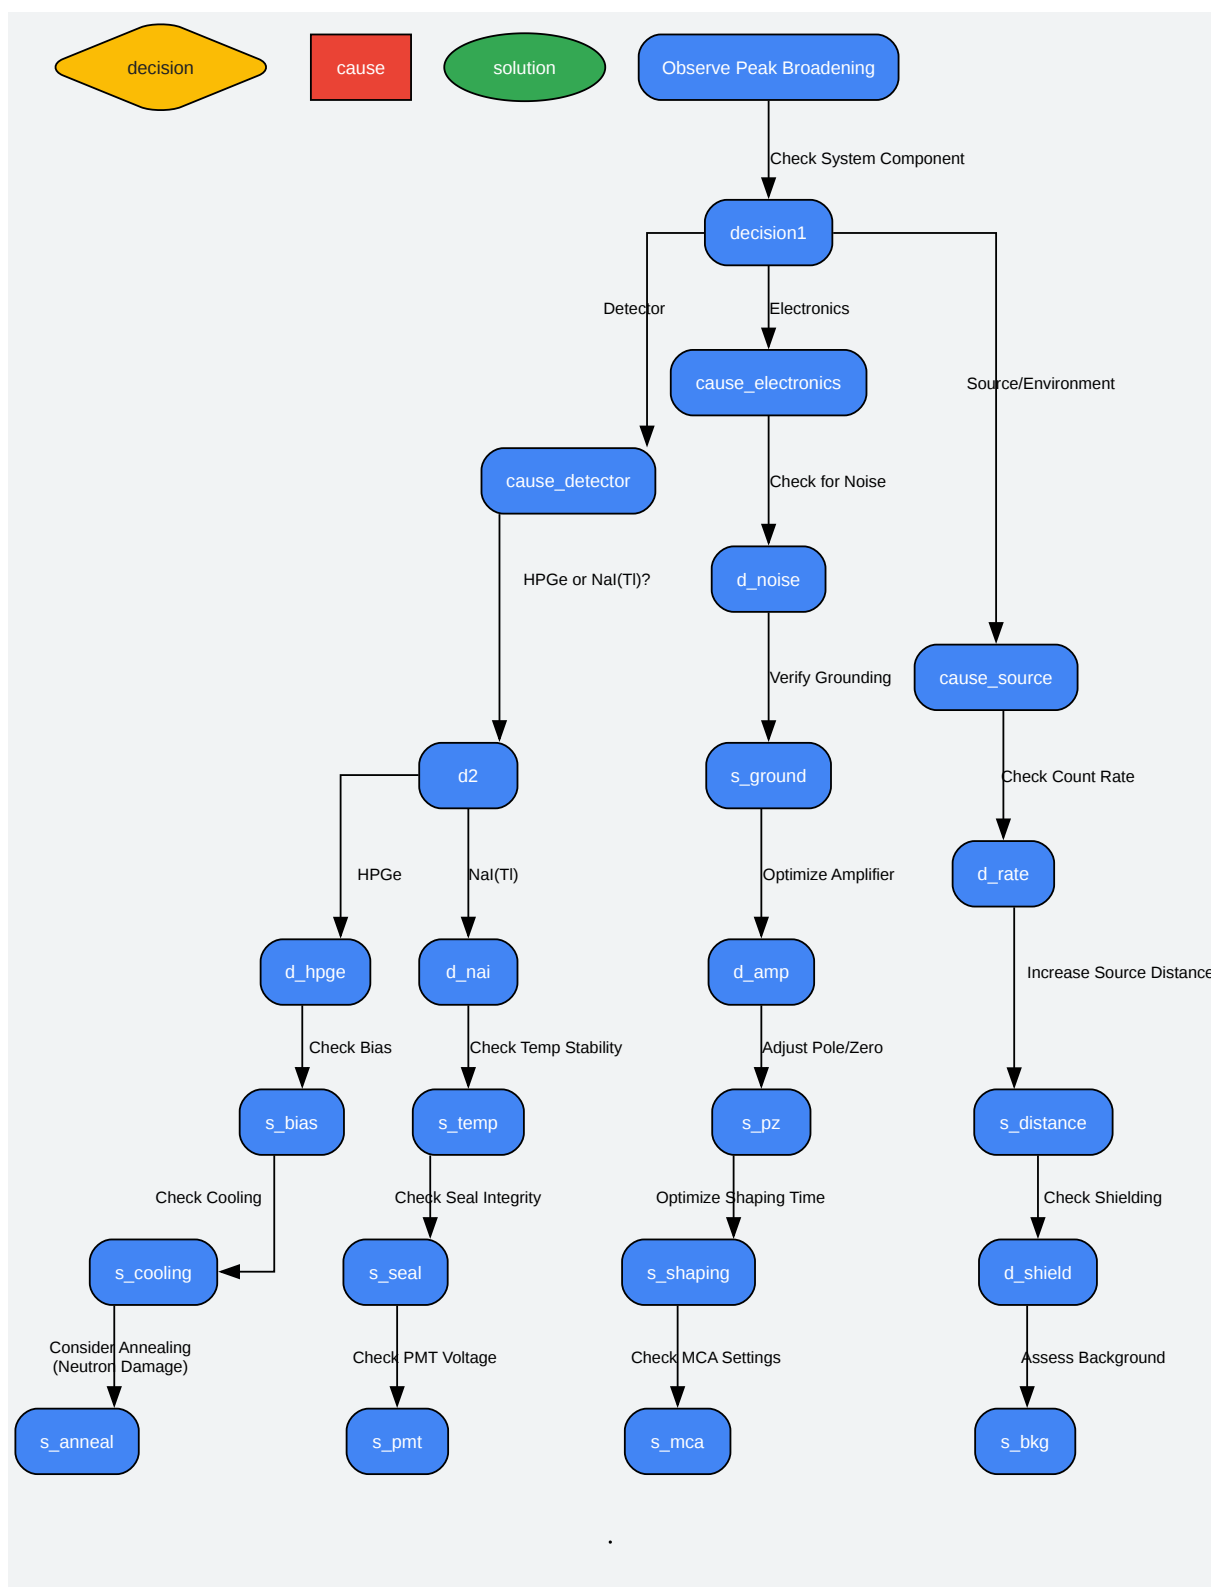 decision
cause
solution
Observe Peak Broadening
Check System Component
decision1
Detector
Electronics
cause_electronics
Source/Environment
cause_detector
Check for Noise
HPGe or NaI(Tl)?
d_noise
Verify Grounding
cause_source
d2
s_ground
Check Count Rate
HPGe
NaI(Tl)
Optimize Amplifier
d_rate
d_hpge
d_nai
d_amp
Increase Source Distance
Check Bias
Check Temp Stability
Adjust Pole/Zero
s_bias
s_temp
s_pz
s_distance
Check Cooling
Check Seal Integrity
Optimize Shaping Time
Check Shielding
s_cooling
s_seal
s_shaping
d_shield
Consider Annealing
(Neutron Damage)
Check PMT Voltage
Check MCA Settings
Assess Background
s_anneal
s_pmt
s_mca
s_bkg
.